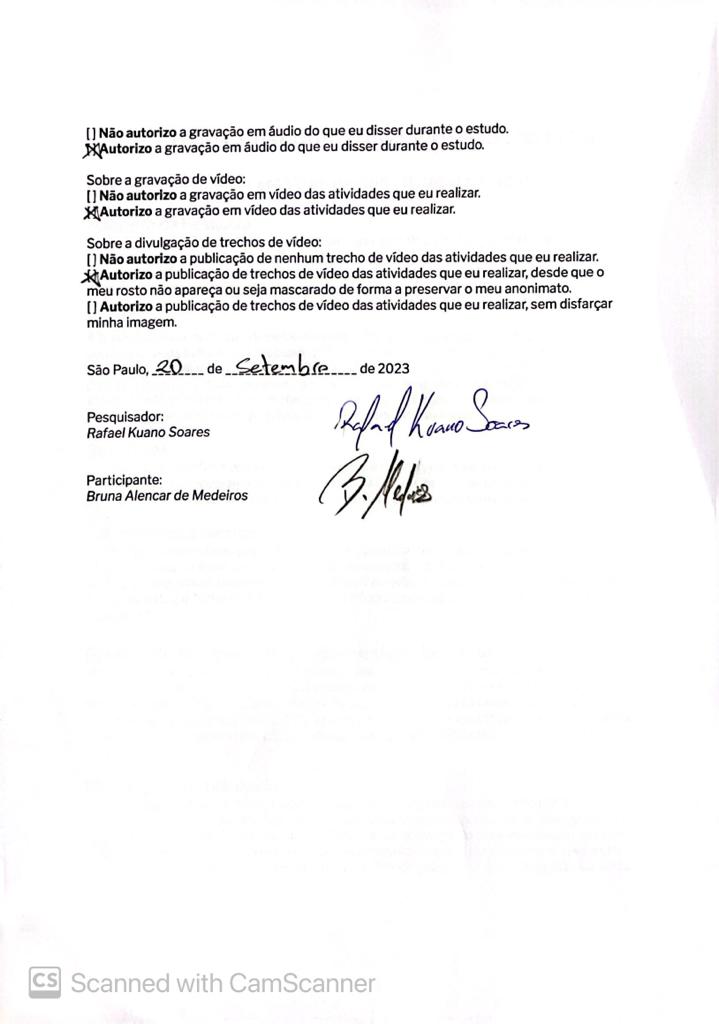 [] Não autorizo a gravação em áudio do que eu disser durante o estudo.
[X] Autorizo a gravação em áudio do que eu disser durante o estudo.
Sobre a gravação de vídeo:
[] Não autorizo a gravação em vídeo das atividades que eu realizar.
[X] Autorizo a gravação em vídeo das atividades que eu realizar.
Sobre a divulgação de trechos de vídeo:
[] Não autorizo a publicação de nenhum trecho de vídeo das atividades que eu realizar.
[X] Autorizo a publicação de trechos de vídeo das atividades que eu realizar, desde que o
meu rosto não apareça ou seja mascarado de forma a preservar o meu anonimato.
[] Autorizo a publicação de trechos de vídeo das atividades que eu realizar, sem disfarçar
minha imagem.
São Paulo, 20 de Setembro de 2023
Pesquisador:
Rafael Kuano Soares
Rafael Kuano Soares
Participante:
Bruna Alencar de Medeiros
B. Medeiros
CS Scanned with CamScanner